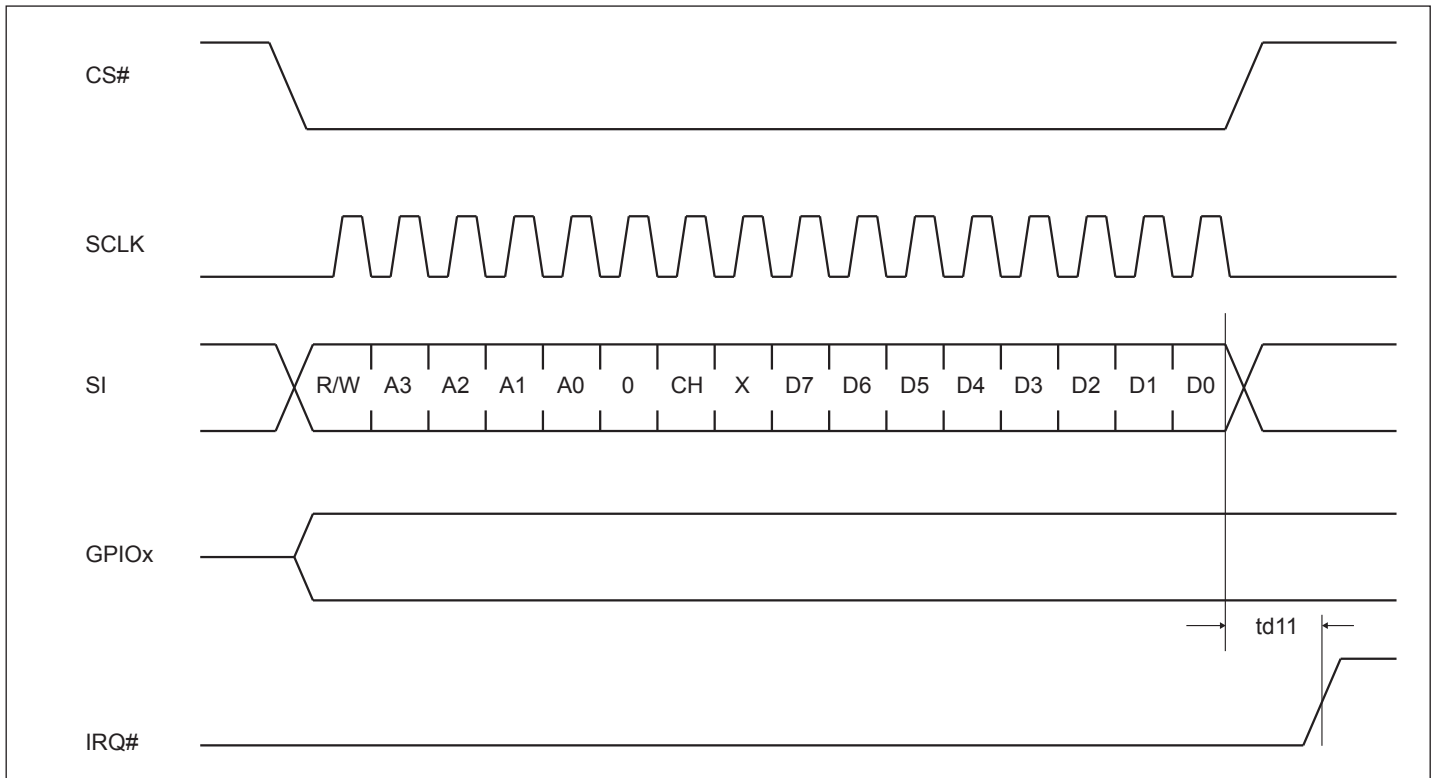 CS#
SCLK
SI R/W A3 A2 A1 A0 0 CH X D7 D6 D5 D4 D3 D2 D1 D0
GPIOx
td11
IRQ#